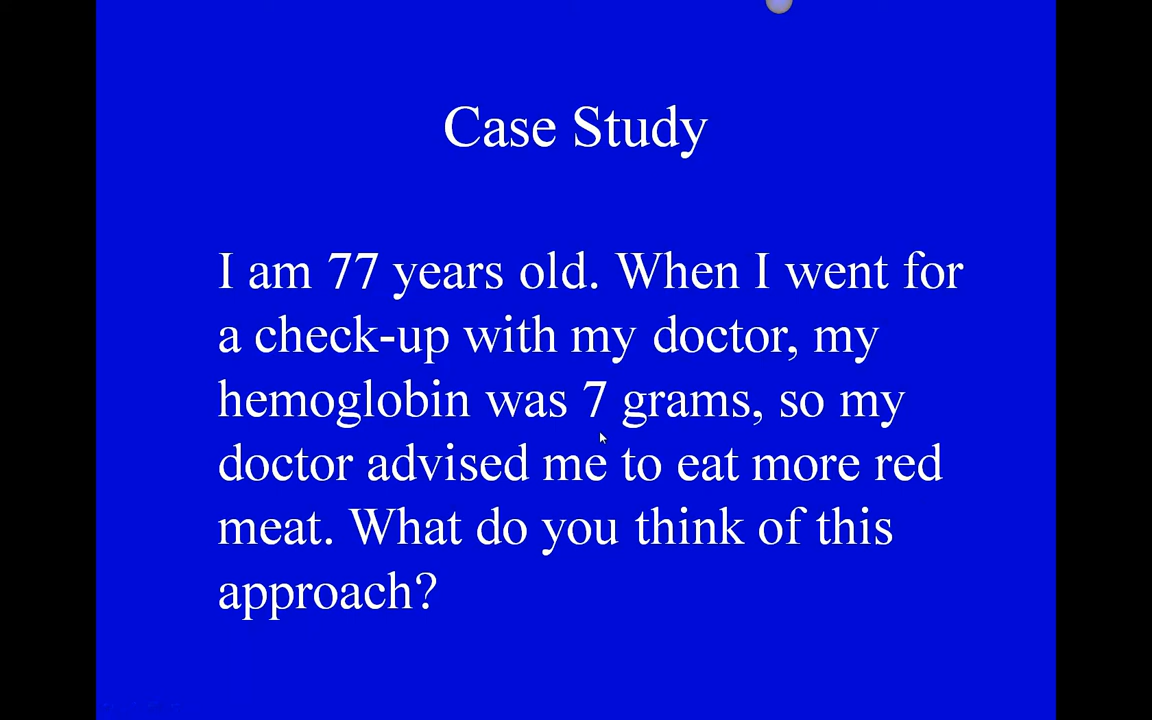 Case Study
I am 77 years old. When I went for
a check-up with my doctor, my
hemoglobin was 7 grams, so my
doctor advised me to eat more red
meat. What do you think of this
approach?